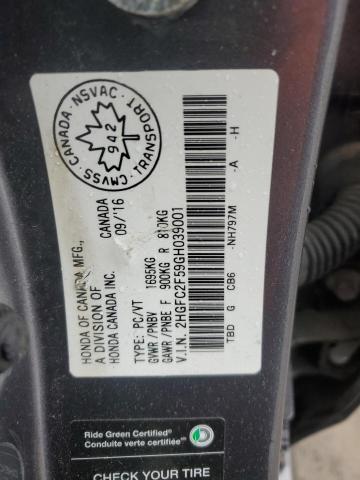 HONDA OF CANADA MFG., CANADA
A DIVISION OF 09/'16
HONDA CANADA INC.
TYPE: PC/VT
GVWR/PNBV 1695KG
GAWR/PNBE F 900KG R 810KG
V.I.N. 2HGFC2F59GH039001
TBD G CB6 -NH797M -A -H
CMVSS·CANADA·NSVAC·TRANSPORT
942
Ride Green Certified
Conduite verte certifiée
CHECK YOUR TIRE